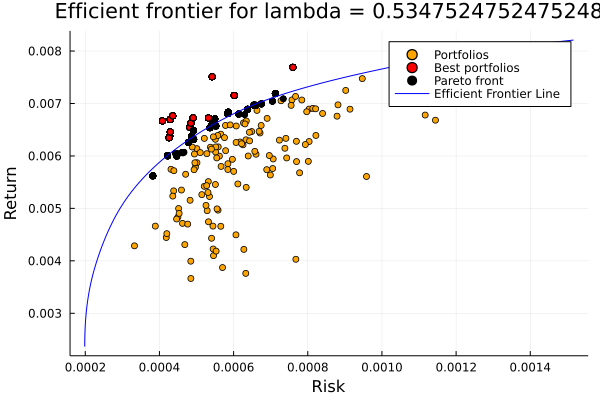 Efficient frontier for lambda = 0.5347524752475248
Portfolios
Best portfolios
Pareto front
Efficient Frontier Line
Return
0.008
0.007
0.006
0.005
0.004
0.003
0.0002 0.0004 0.0006 0.0008 0.0010 0.0012 0.0014
Risk